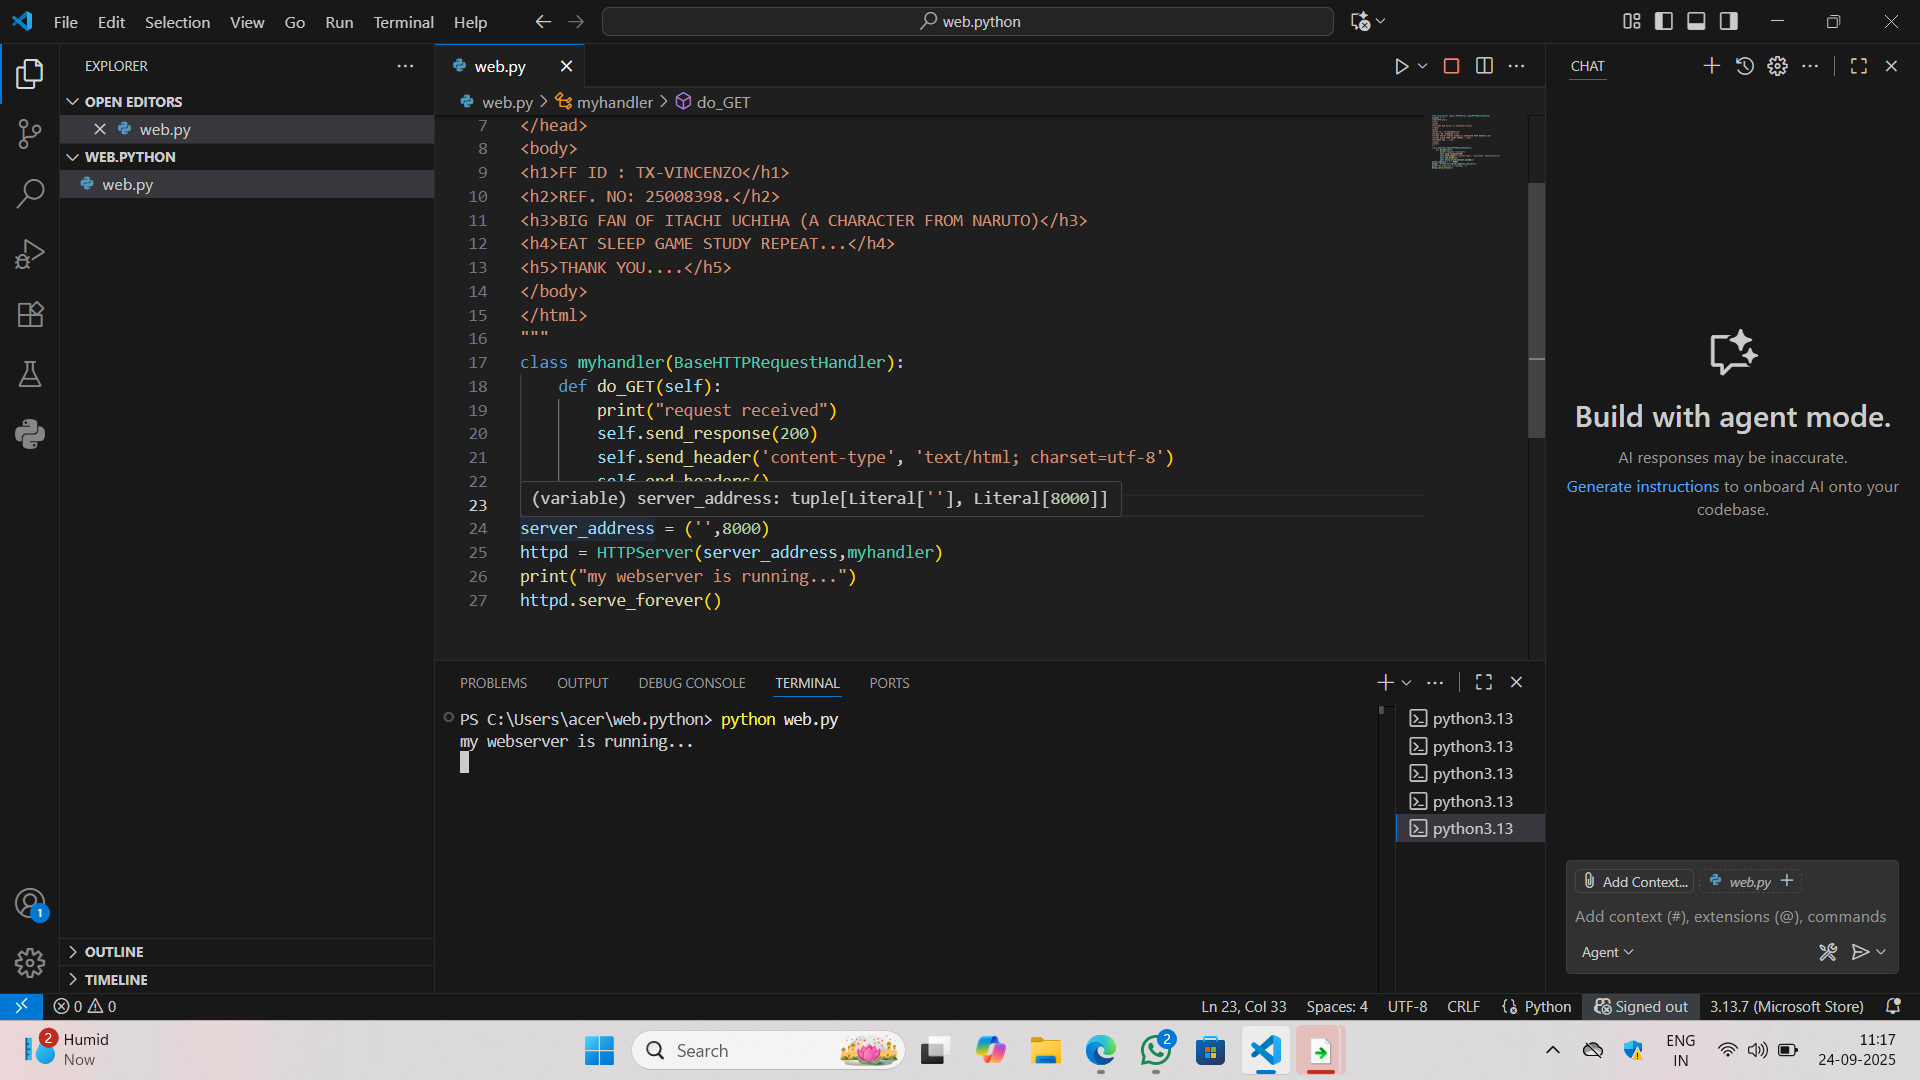 File Edit Selection View Go Run Terminal Help
web.python
EXPLORER
OPEN EDITORS
web.py
WEB.PYTHON
web.py
OUTLINE
TIMELINE
web.py
web.py > myhandler > do_GET
7 </head>
8 <body>
9 <h1>FF ID : TX-VINCENZO</h1>
10 <h2>REF. NO: 25008398.</h2>
11 <h3>BIG FAN OF ITACHI UCHIHA (A CHARACTER FROM NARUTO)</h3>
12 <h4>EAT SLEEP GAME STUDY REPEAT...</h4>
13 <h5>THANK YOU....</h5>
14 </body>
15 </html>
16 """
17 class myhandler(BaseHTTPRequestHandler):
18 def do_GET(self):
19 print("request received")
20 self.send_response(200)
21 self.send_header('content-type', 'text/html; charset=utf-8')
22 self.end_headers()
(variable) server_address: tuple[Literal[''], Literal[8000]]
23
24 server_address = ('',8000)
25 httpd = HTTPServer(server_address,myhandler)
26 print("my webserver is running...")
27 httpd.serve_forever()
PROBLEMS OUTPUT DEBUG CONSOLE TERMINAL PORTS
PS C:\Users\acer\web.python> python web.py
my webserver is running...
python3.13
python3.13
python3.13
python3.13
python3.13
CHAT
Build with agent mode.
AI responses may be inaccurate.
Generate instructions to onboard AI onto your
codebase.
Add Context... web.py
Add context (#), extensions (@), commands
Agent
1
0 0
Ln 23, Col 33 Spaces: 4 UTF-8 CRLF Python Signed out 3.13.7 (Microsoft Store)
2
Humid
Now
Search
2
ENG
IN
11:17
24-09-2025